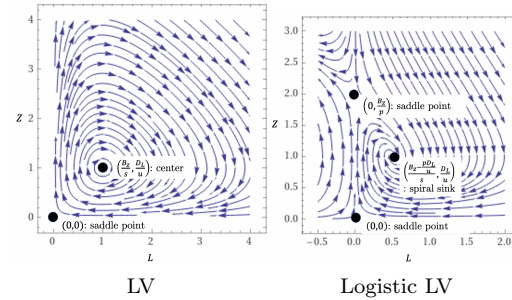 4
3
2
1
0
Z
(B_z/s, D_L/u): center
(0,0): saddle point
0 1 2 3 4
L
LV
3.0
2.5
2.0
1.5
1.0
0.5
0.0
Z
(0, B_z/p): saddle point
((B_z - pD_L/u)/s, D_L/u)
: spiral sink
(0,0): saddle point
-0.5 0.0 0.5 1.0 1.5 2.0
L
Logistic LV